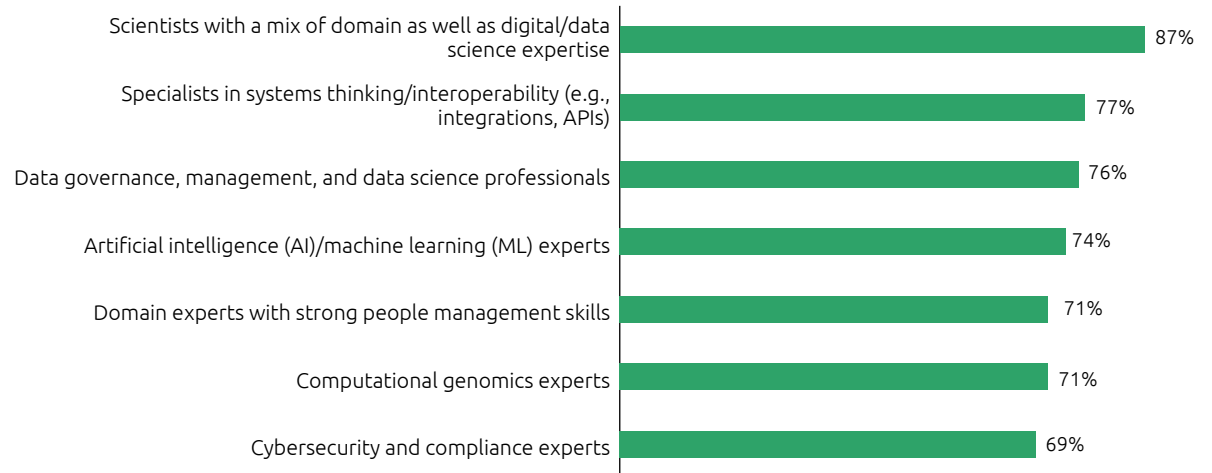 Scientists with a mix of domain as well as digital/data
science expertise
87%
Specialists in systems thinking/interoperability (e.g.,
integrations, APIs)
77%
Data governance, management, and data science professionals
76%
Artificial intelligence (AI)/machine learning (ML) experts
74%
Domain experts with strong people management skills
71%
Computational genomics experts
71%
Cybersecurity and compliance experts
69%